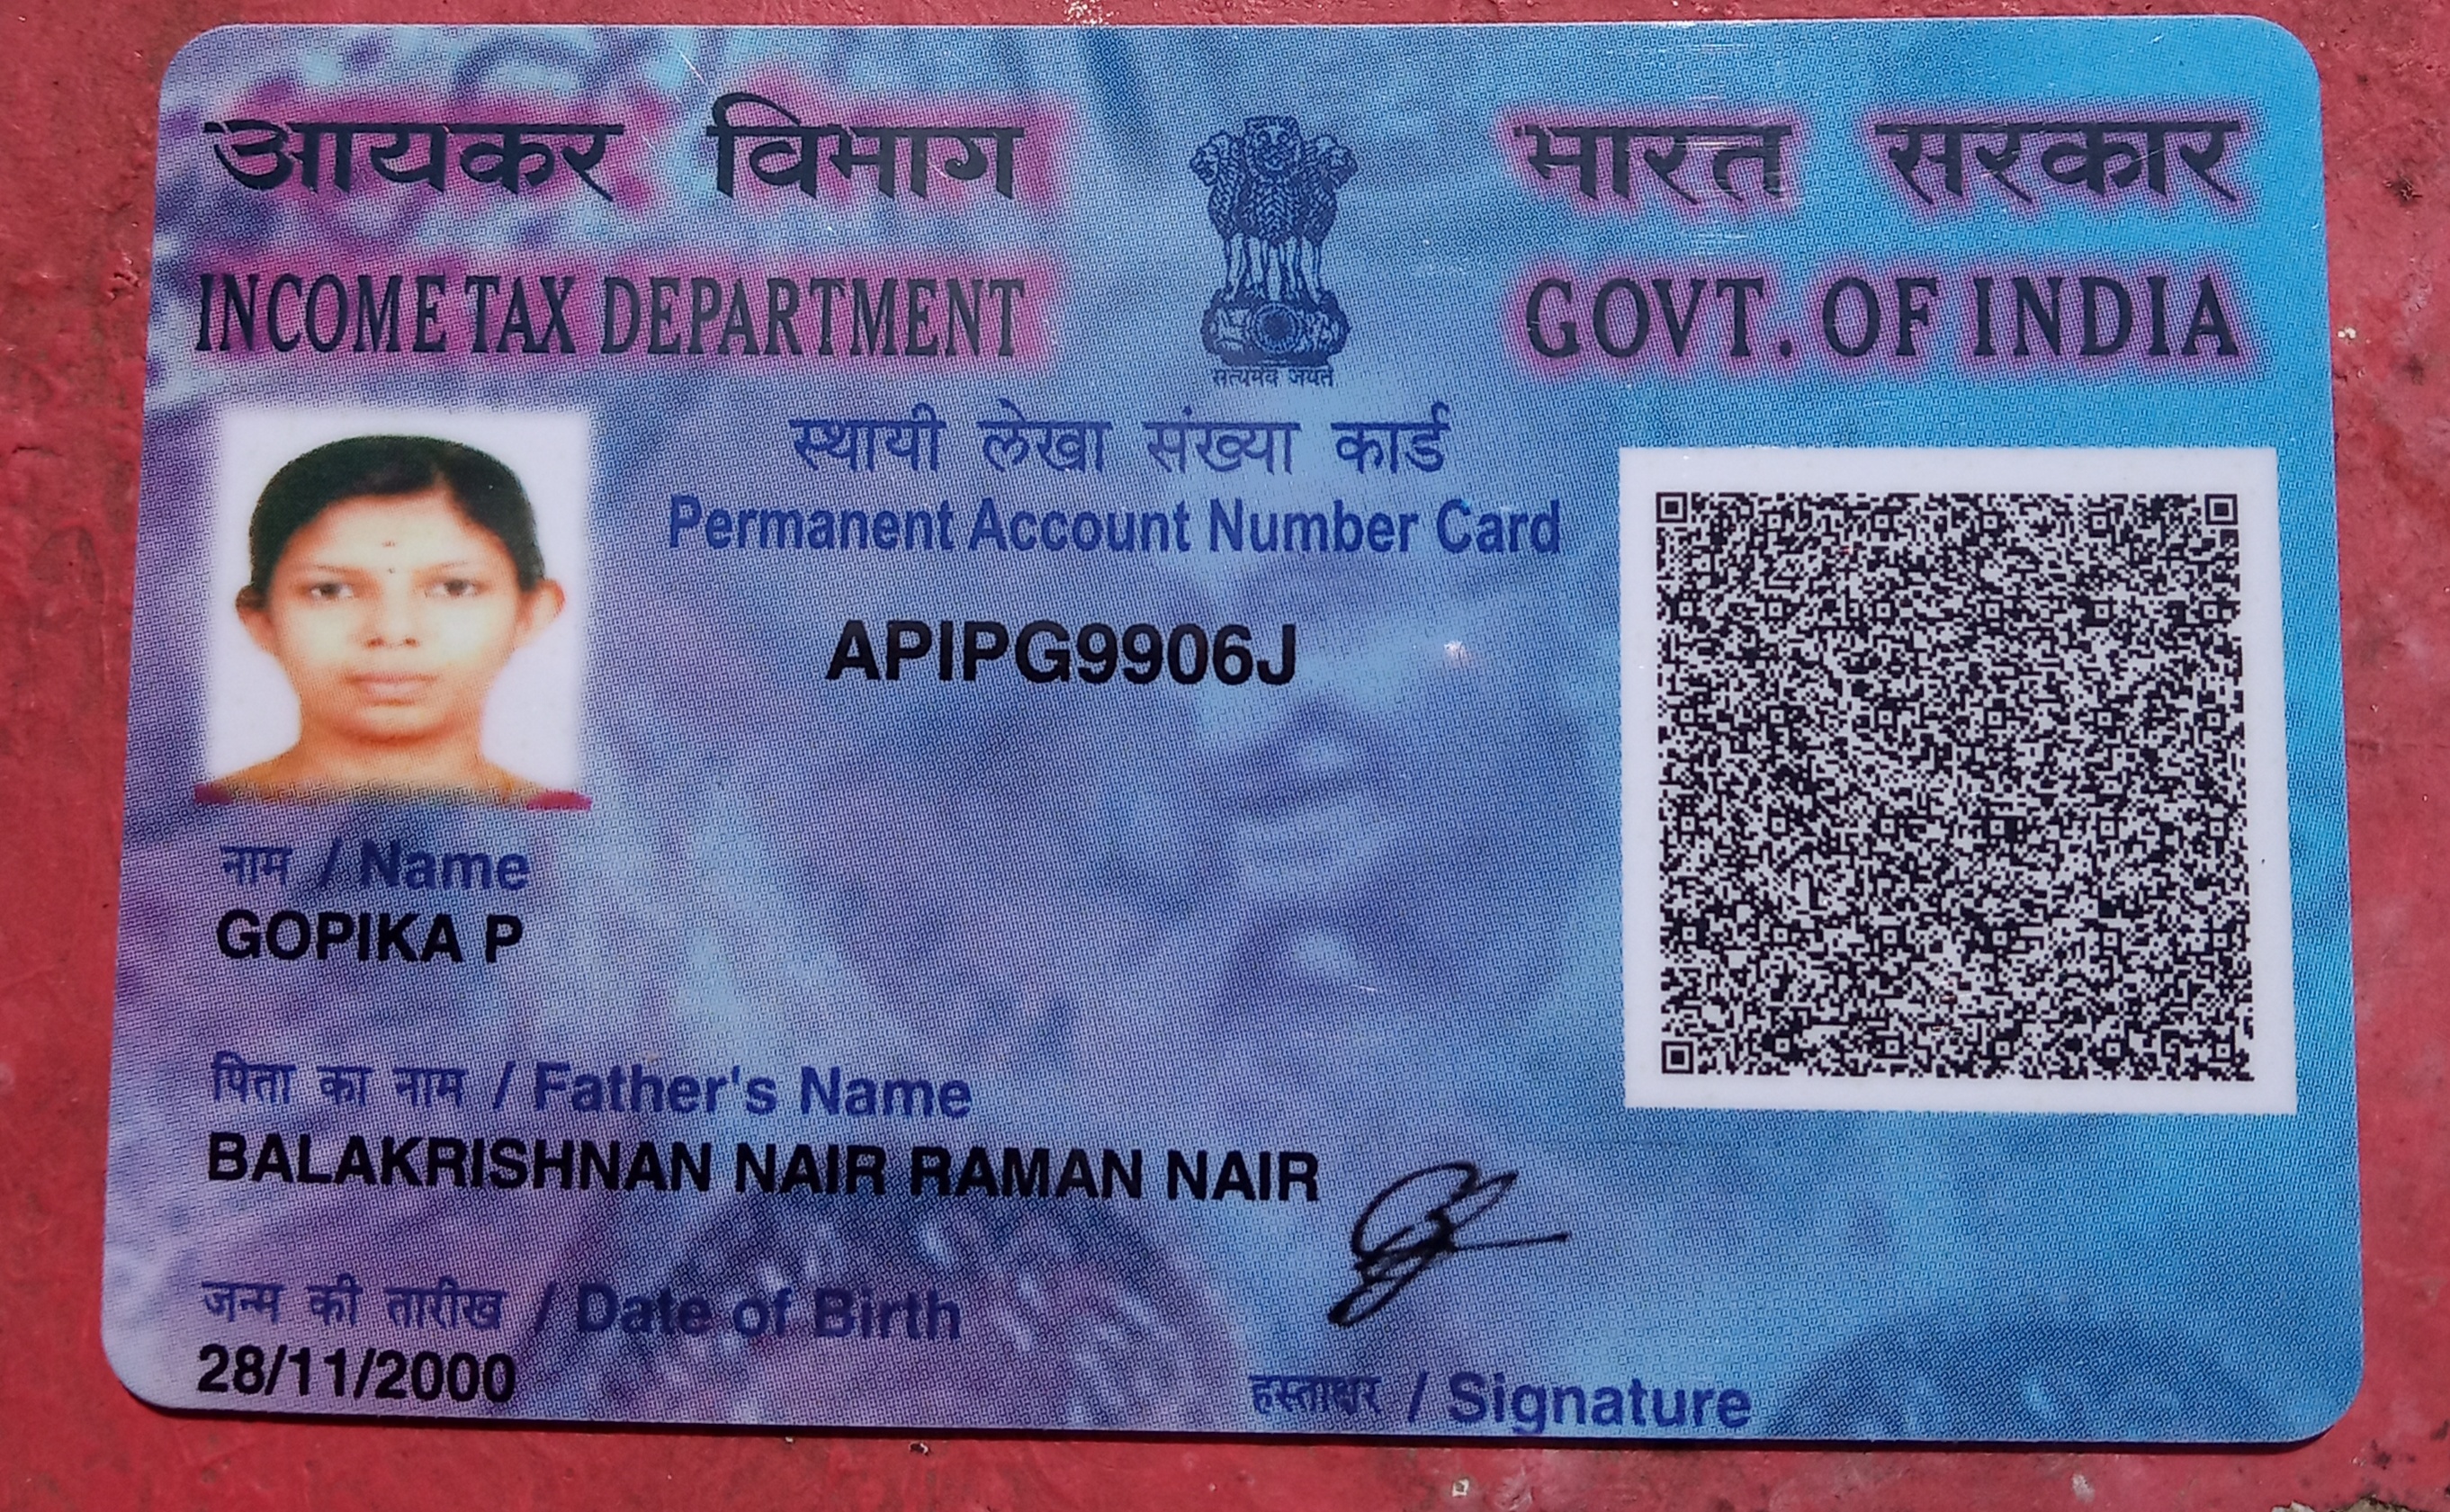 आयकर विभाग
INCOME TAX DEPARTMENT
सत्यमेव जयते
भारत सरकार
GOVT. OF INDIA
स्थायी लेखा संख्या कार्ड
Permanent Account Number Card
APIPG9906J
नाम / Name
GOPIKA P
पिता का नाम / Father's Name
BALAKRISHNAN NAIR RAMAN NAIR
जन्म की तारीख / Date of Birth
28/11/2000
हस्ताक्षर / Signature